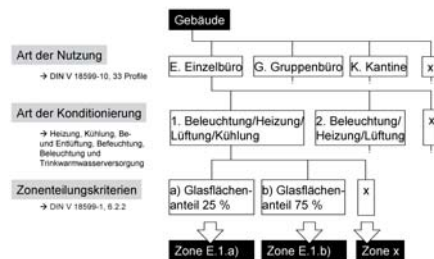 Gebäude
Art der Nutzung
→ DIN V 18599-10, 33 Profile
E. Einzelbüro
G. Gruppenbüro
K. Kantine
x
Art der Konditionierung
→ Heizung, Kühlung, Be-
und Entlüftung, Befeuchtung,
Beleuchtung und
Trinkwarmwasserversorgung
1. Beleuchtung/Heizung/
Lüftung/Kühlung
2. Beleuchtung/
Heizung/Lüftung
x
Zonenteilungskriterien
→ DIN V 18599-1, 6.2.2
a) Glasflächen-
anteil 25 %
b) Glasflächen-
anteil 75 %
x
Zone E.1.a)
Zone E.1.b)
Zone x